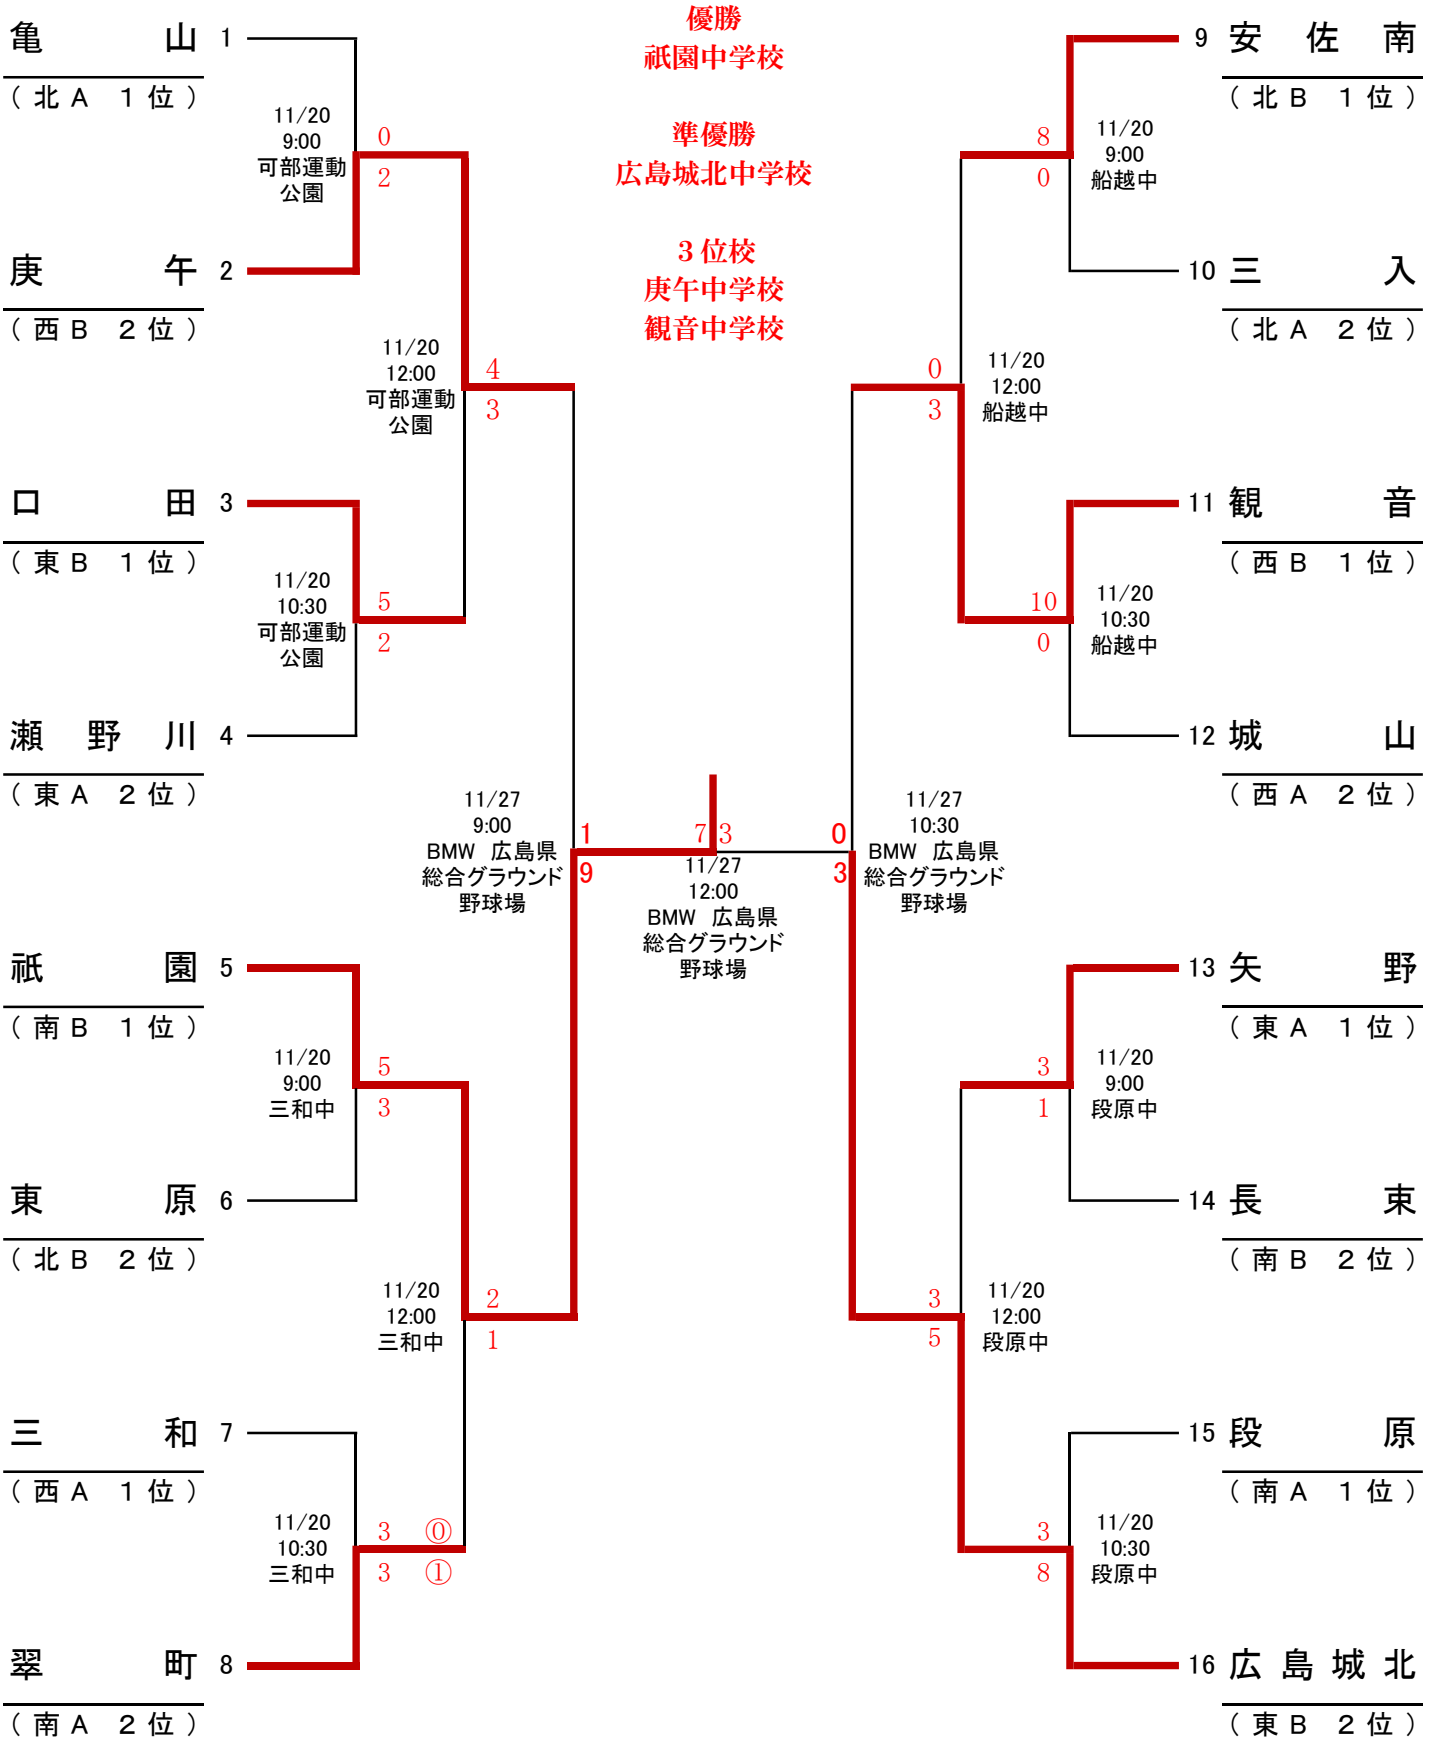 優勝
祇園中学校
準優勝
広島城北中学校
３位校
庚午中学校
観音中学校
亀山 1
（北A １位）
11/20
9:00
可部運動
公園
0
2
庚午 2
（西B ２位）
11/20
12:00
可部運動
公園
4
3
口田 3
（東B １位）
11/20
10:30
可部運動
公園
5
2
瀬野川 4
（東A ２位）
11/27
9:00
BMW 広島県
総合グラウンド
野球場
1
9
祇園 5
（南B １位）
11/20
9:00
三和中
5
3
東原 6
（北B ２位）
11/20
12:00
三和中
2
1
三和 7
（西A １位）
11/20
10:30
三和中
3 ⓪
3 ①
翠町 8
（南A ２位）
7 3
11/27
12:00
BMW 広島県
総合グラウンド
野球場
9 安佐南
（北B １位）
8
0
11/20
9:00
船越中
10 三入
（北A ２位）
0
3
11/20
12:00
船越中
11 観音
（西B １位）
10
0
11/20
10:30
船越中
12 城山
（西A ２位）
0
3
11/27
10:30
BMW 広島県
総合グラウンド
野球場
13 矢野
（東A １位）
3
1
11/20
9:00
段原中
14 長束
（南B ２位）
3
5
11/20
12:00
段原中
15 段原
（南A １位）
3
8
11/20
10:30
段原中
16 広島城北
（東B ２位）